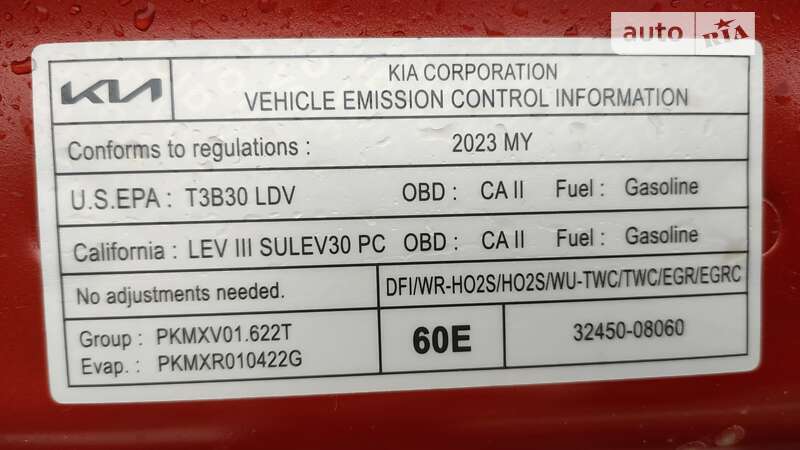 auto RIA
KIA
KIA CORPORATION
VEHICLE EMISSION CONTROL INFORMATION
Conforms to regulations : 2023 MY
U.S.EPA : T3B30 LDV OBD : CA II Fuel : Gasoline
California : LEV III SULEV30 PC OBD : CA II Fuel : Gasoline
No adjustments needed. DFI/WR-HO2S/HO2S/WU-TWC/TWC/EGR/EGRC
Group : PKMXV01.622T
Evap. : PKMXR010422G
60E
32450-08060